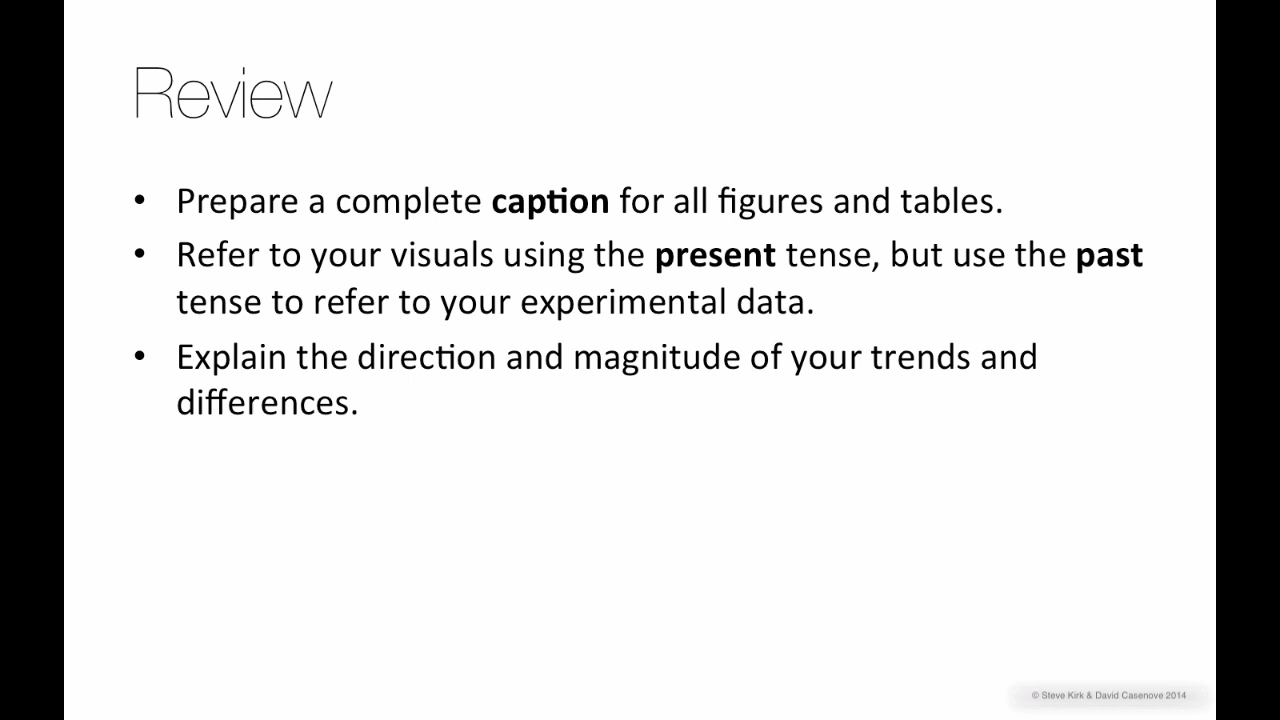 Review
• Prepare a complete caption for all figures and tables.
• Refer to your visuals using the present tense, but use the past
tense to refer to your experimental data.
• Explain the direction and magnitude of your trends and
differences.
© Steve Kirk & David Casenove 2014